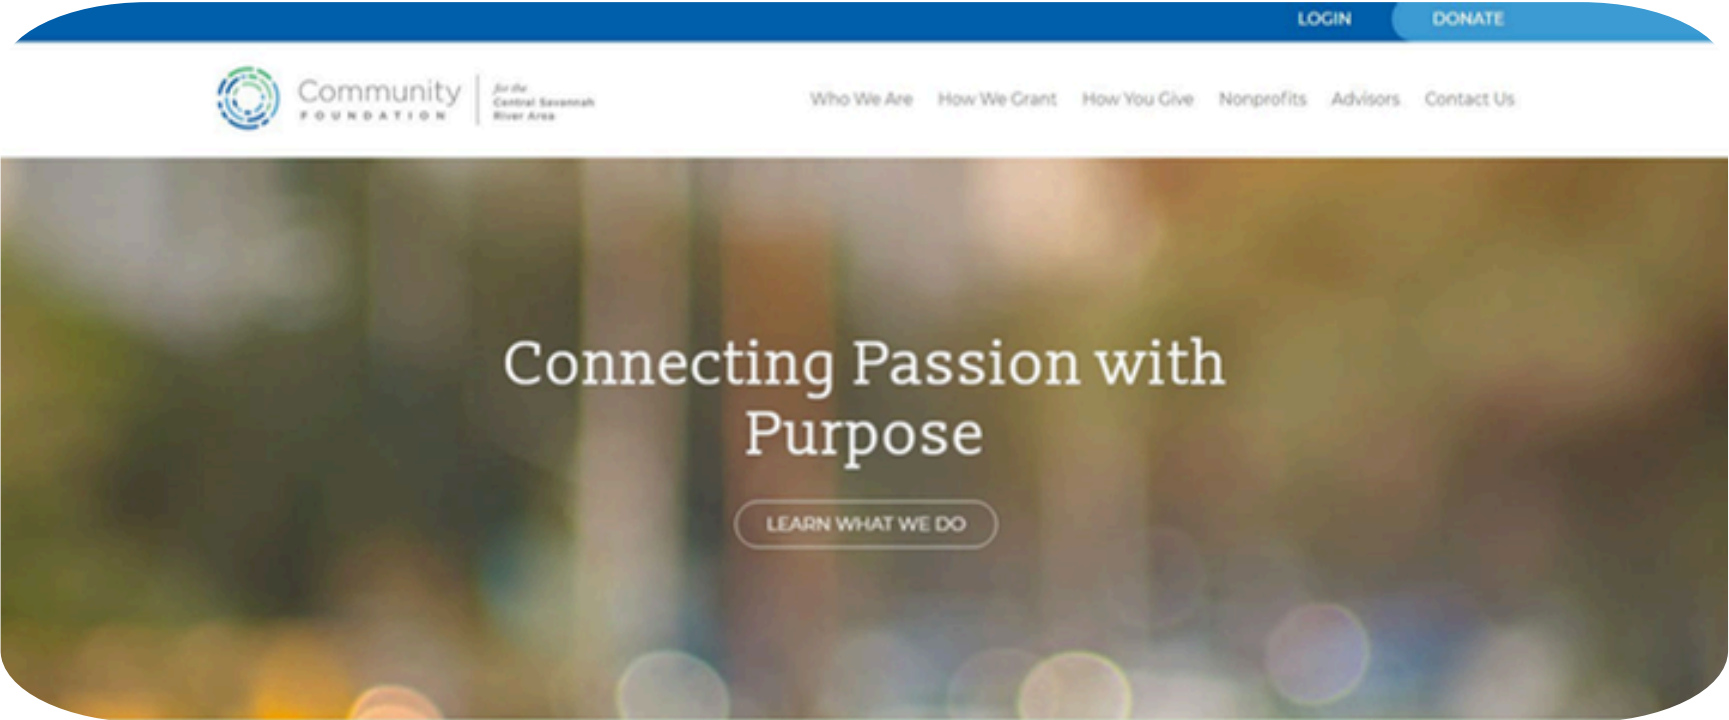 LOGIN DONATE
Community
FOUNDATION
for the
Central Savannah
River Area
Who We Are How We Grant How You Give Nonprofits Advisors Contact Us
Connecting Passion with
Purpose
LEARN WHAT WE DO